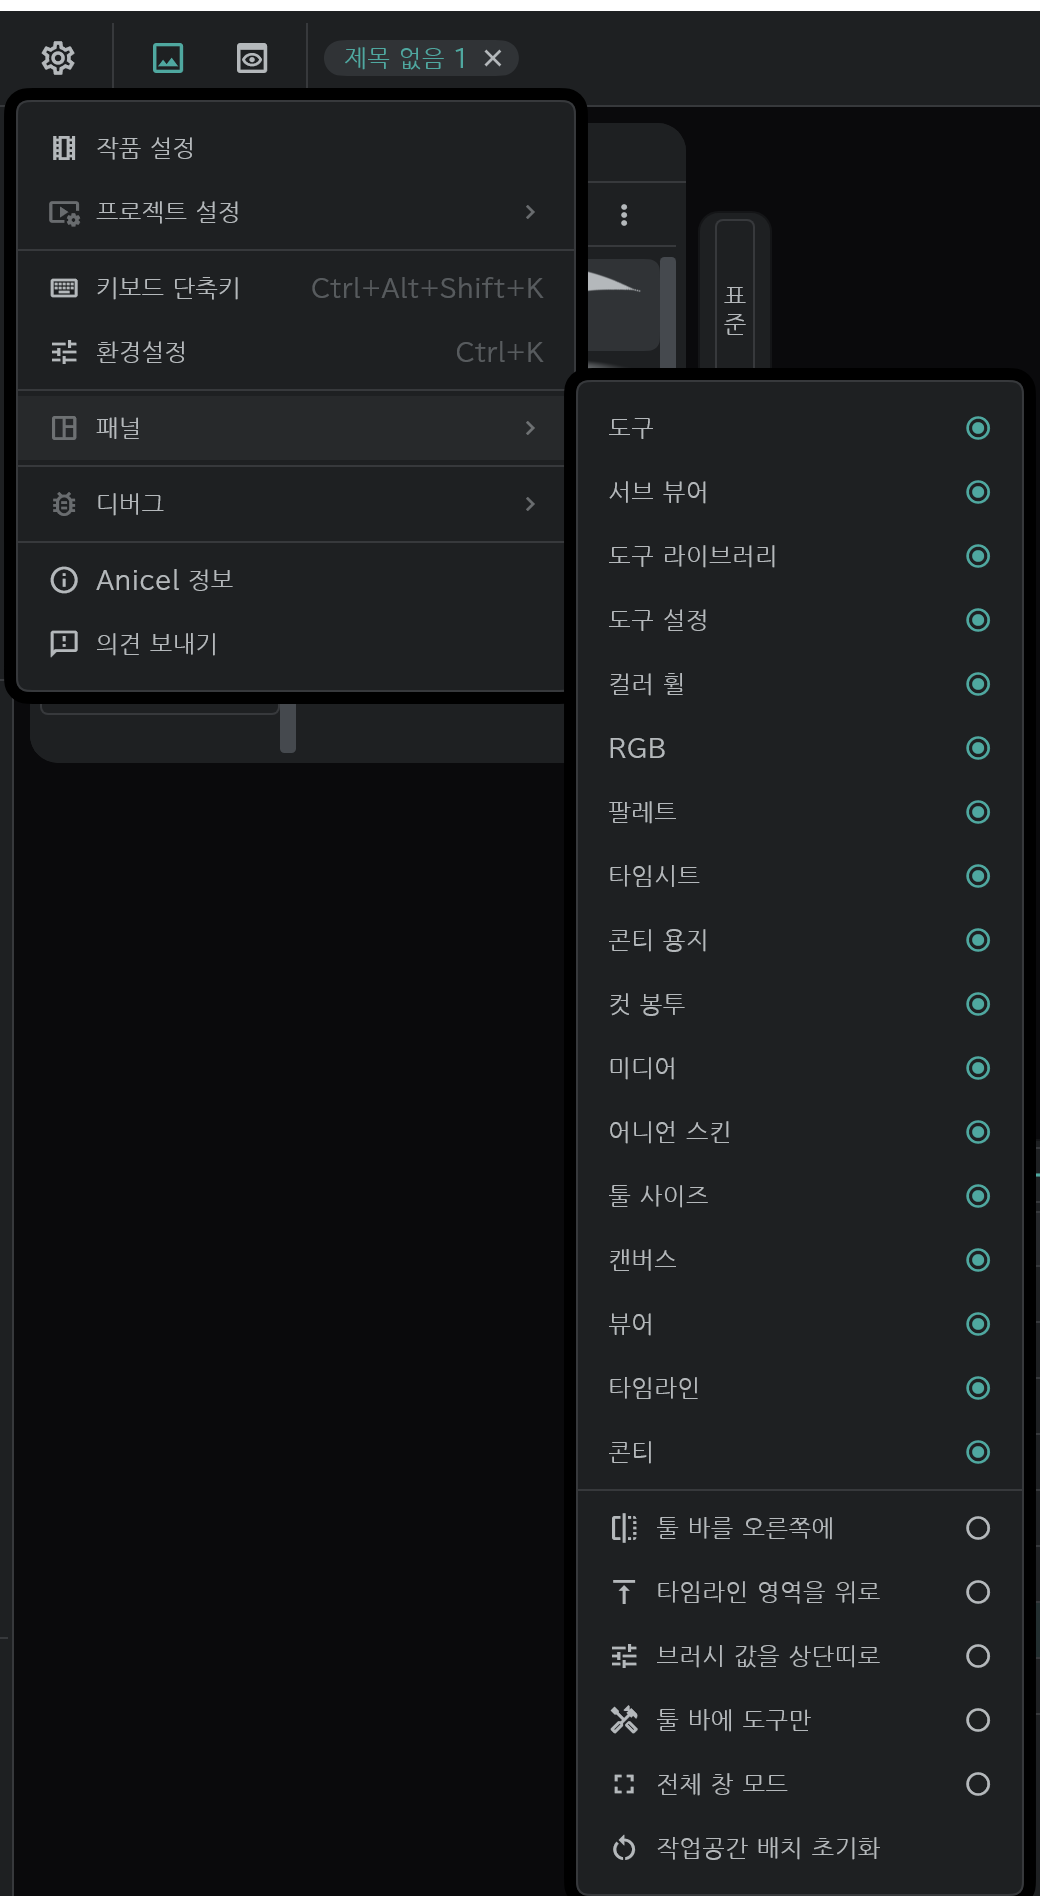 제목 없음 1
작품 설정
프로젝트 설정
키보드 단축키 Ctrl+Alt+Shift+K
환경설정 Ctrl+K
패널
디버그
Anicel 정보
의견 보내기
표준
도구
서브 뷰어
도구 라이브러리
도구 설정
컬러 휠
RGB
팔레트
타임시트
콘티 용지
컷 봉투
미디어
어니언 스킨
툴 사이즈
캔버스
뷰어
타임라인
콘티
툴 바를 오른쪽에
타임라인 영역을 위로
브러시 값을 상단띠로
툴 바에 도구만
전체 창 모드
작업공간 배치 초기화